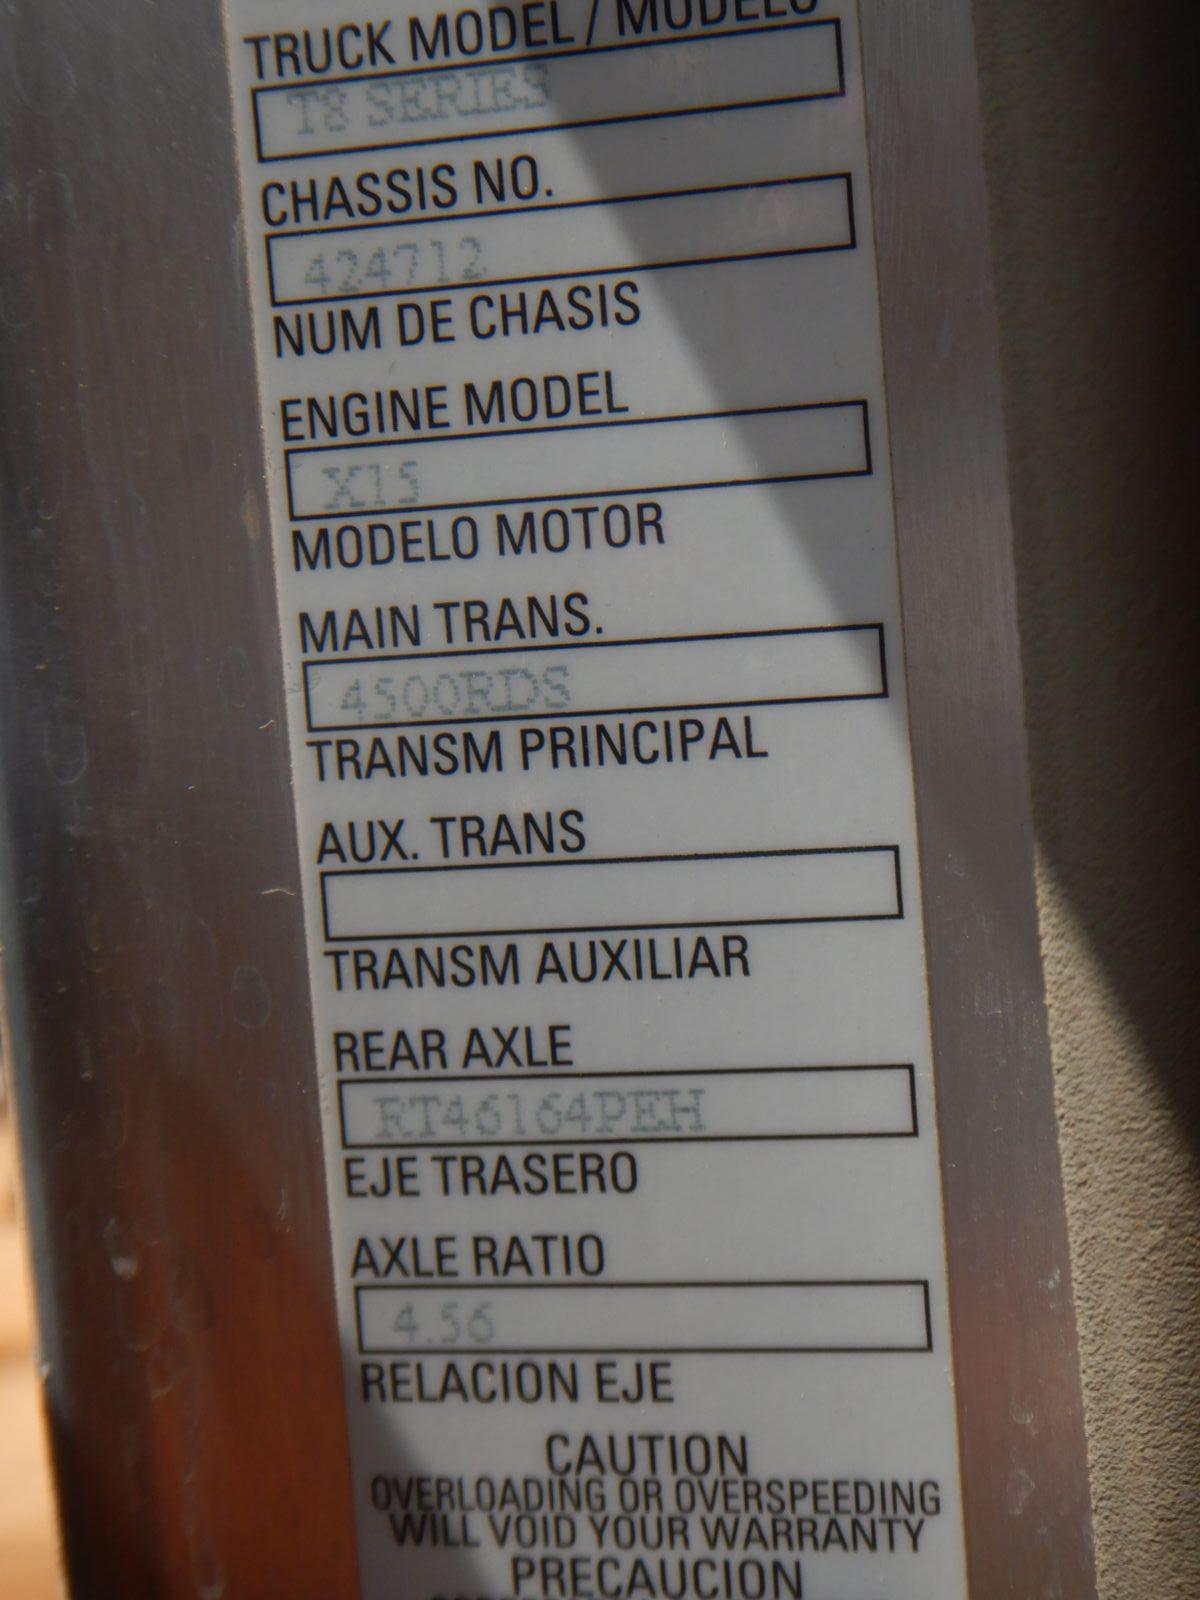 TRUCK MODEL / MODELO
T8 SERIES
CHASSIS NO.
424712
NUM DE CHASIS
ENGINE MODEL
X15
MODELO MOTOR
MAIN TRANS.
4500RDS
TRANSM PRINCIPAL
AUX. TRANS
TRANSM AUXILIAR
REAR AXLE
RT46164PEH
EJE TRASERO
AXLE RATIO
4.56
RELACION EJE
CAUTION
OVERLOADING OR OVERSPEEDING
WILL VOID YOUR WARRANTY
PRECAUCION